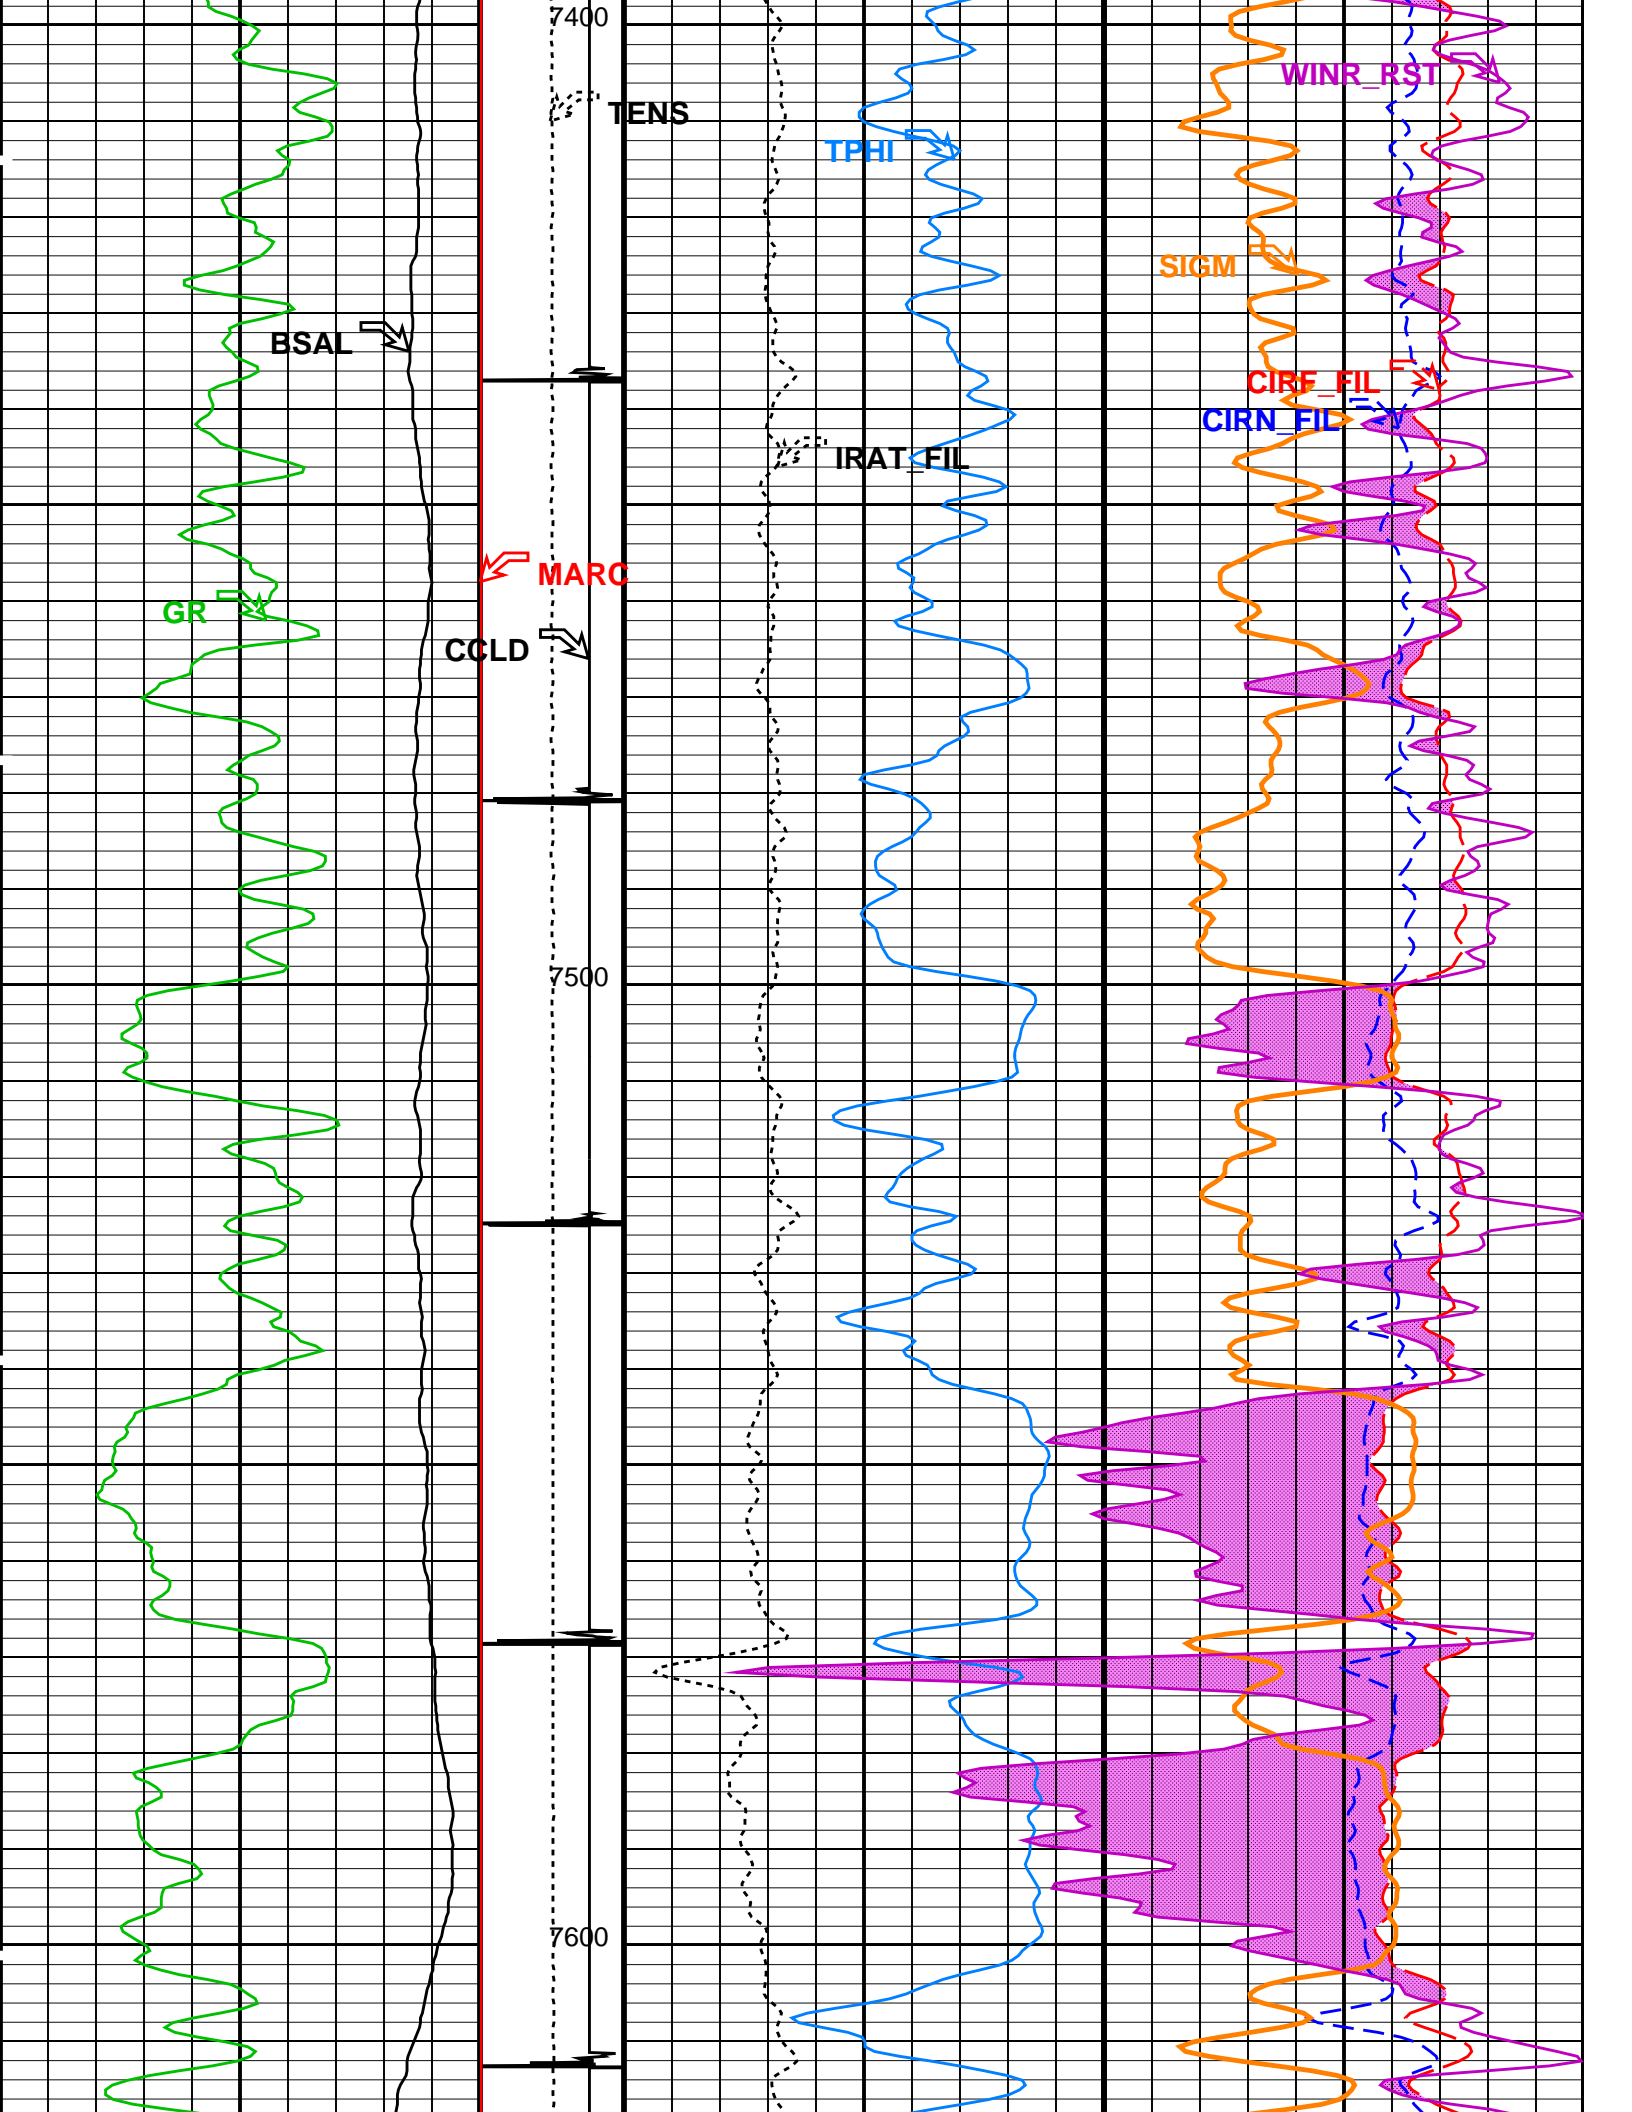 7400
WINR_RST
TENS
TPHI
SIGM
BSAL
CIRF_FIL
CIRN_FIL
IRAT_FIL
MARC
GR
CCLD
7500
7600